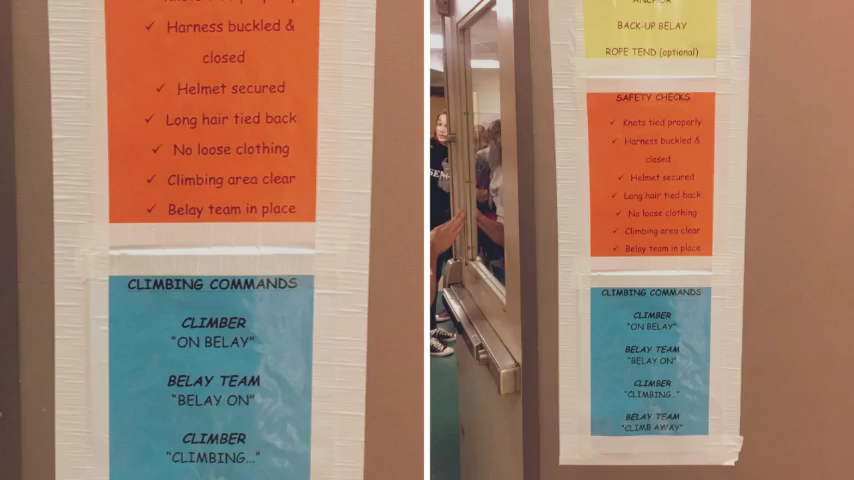 ✓ Harness buckled &
closed
✓ Helmet secured
✓ Long hair tied back
✓ No loose clothing
✓ Climbing area clear
✓ Belay team in place
CLIMBING COMMANDS
CLIMBER
"ON BELAY"
BELAY TEAM
"BELAY ON"
CLIMBER
"CLIMBING..."
ANCHOR
BACK-UP BELAY
ROPE TEND (optional)
SAFETY CHECKS
✓ Knots tied properly
✓ Harness buckled &
closed
✓ Helmet secured
✓ Long hair tied back
✓ No loose clothing
✓ Climbing area clear
✓ Belay team in place
CLIMBING COMMANDS
CLIMBER
"ON BELAY"
BELAY TEAM
"BELAY ON"
CLIMBER
"CLIMBING..."
BELAY TEAM
"CLIMB AWAY"